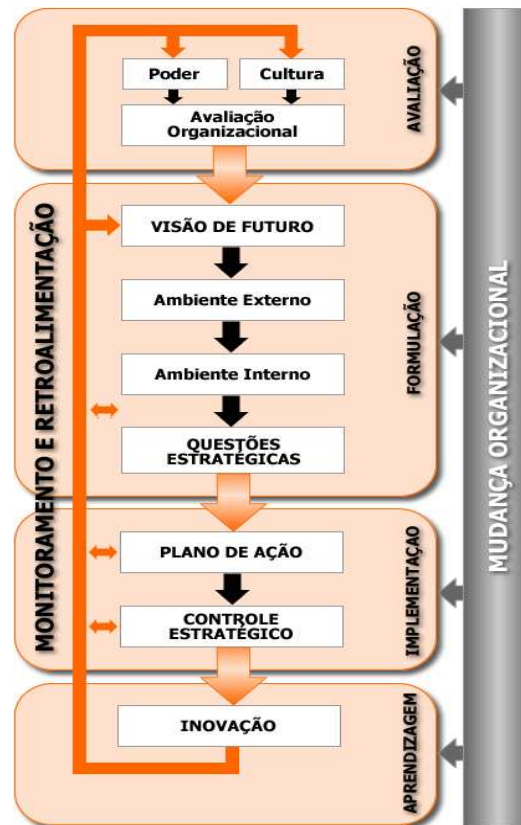 Poder
Cultura
Avaliação
Organizacional
AVALIAÇÃO
VISÃO DE FUTURO
Ambiente Externo
Ambiente Interno
QUESTÕES
ESTRATÉGICAS
FORMULAÇÃO
PLANO DE AÇÃO
CONTROLE
ESTRATÉGICO
IMPLEMENTAÇAO
INOVAÇÃO
APRENDIZAGEM
MONITORAMENTO E RETROALIMENTAÇÃO
MUDANÇA ORGANIZACIONAL